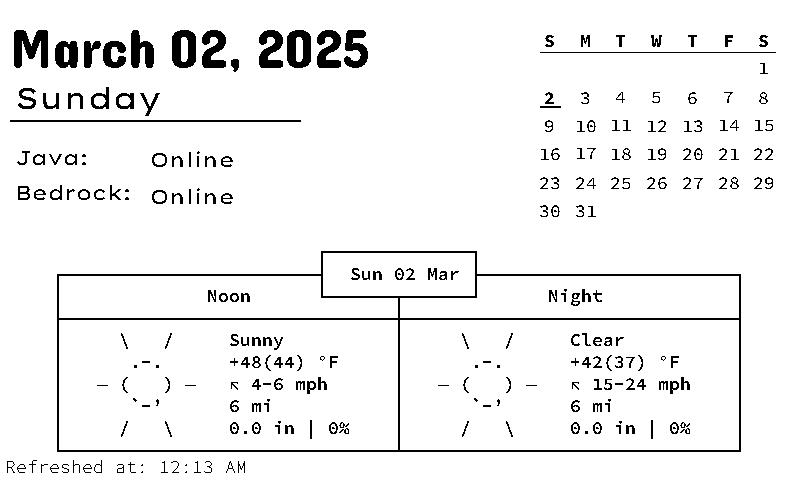 March 02, 2025
Sunday
Java: Online
Bedrock: Online
S M T W T F S
1
2 3 4 5 6 7 8
9 10 11 12 13 14 15
16 17 18 19 20 21 22
23 24 25 26 27 28 29
30 31
Sun 02 Mar
Noon Night
\ / Sunny \ / Clear
.-. +48(44) °F .-. +42(37) °F
― ( ) ― ↖ 4-6 mph ― ( ) ― ↖ 15-24 mph
`-’ 6 mi `-’ 6 mi
/ \ 0.0 in | 0% / \ 0.0 in | 0%
Refreshed at: 12:13 AM